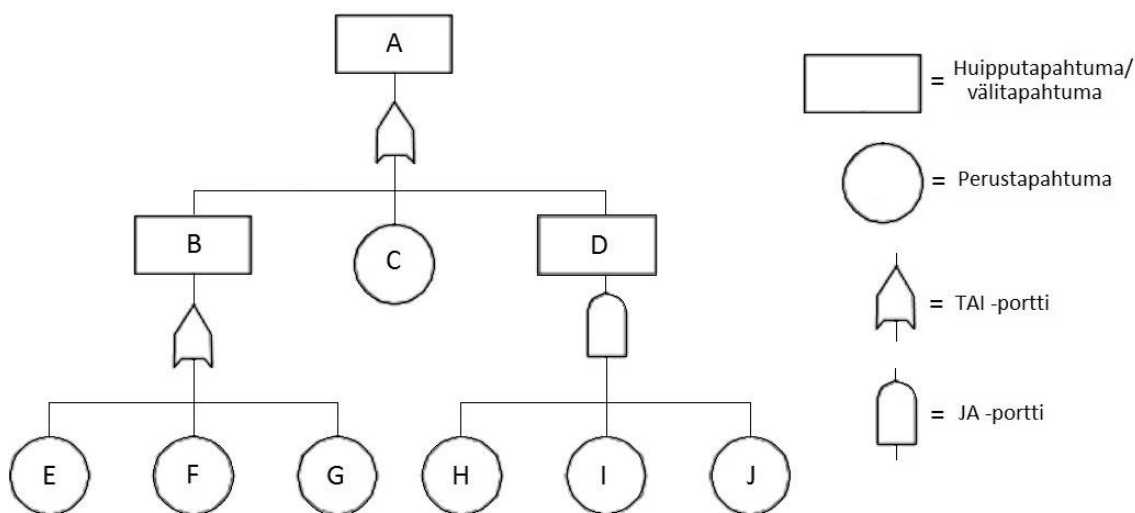 A
B
C
D
E
F
G
H
I
J
= Huipputapahtuma/
välitapahtuma
= Perustapahtuma
= TAI -portti
= JA -portti